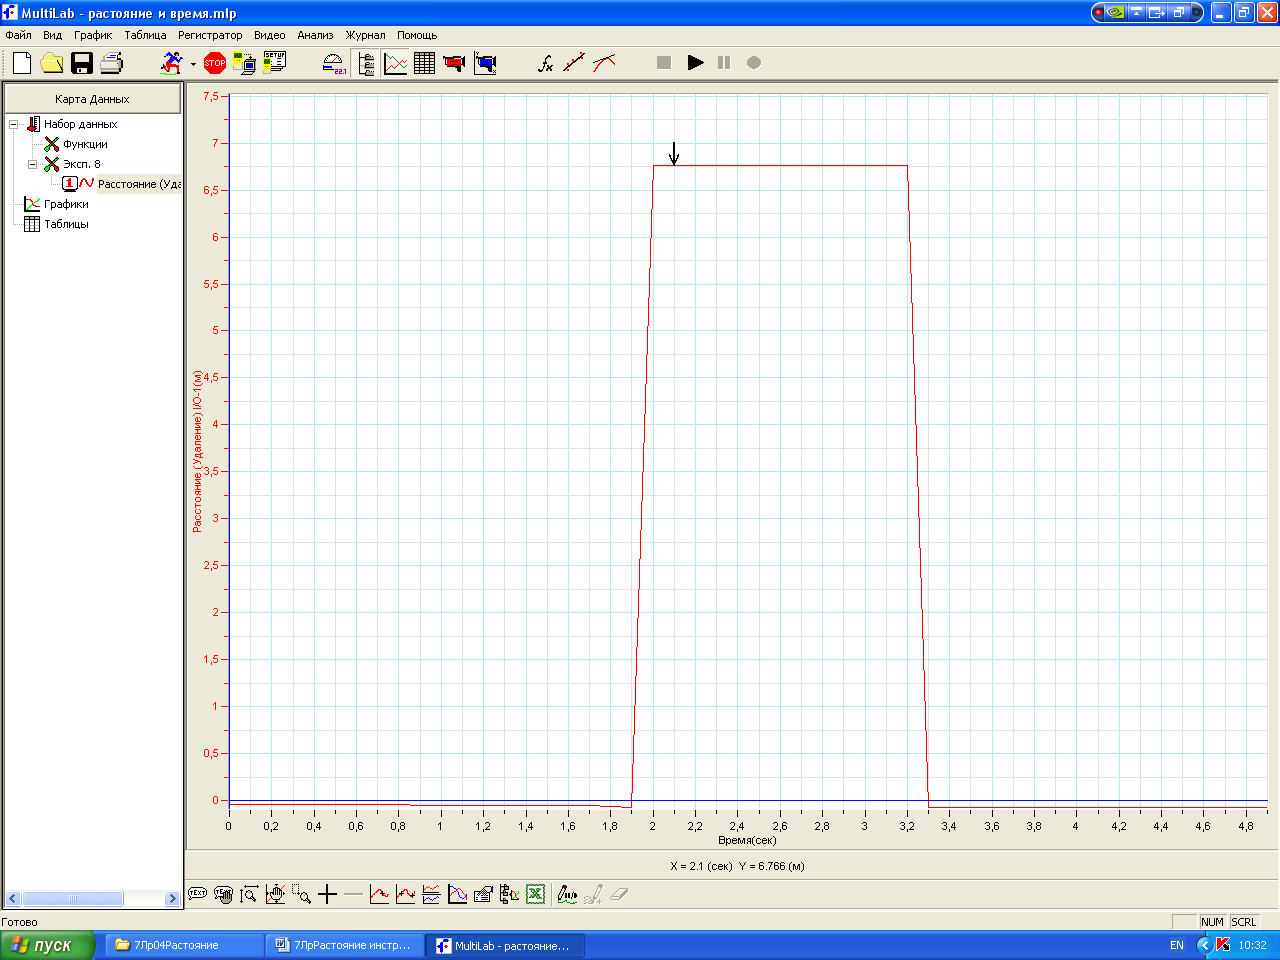 MultiLab - растояние и время.mlp
Файл Вид График Таблица Регистратор Видео Анализ Журнал Помощь
STOP
SETUP
22.1
fx
Карта Данных
Набор данных
Функции
Эксп. 8
1 Расстояние (Уда
Графики
Таблицы
7,5
7
6,5
6
5,5
5
4,5
4
3,5
3
2,5
2
1,5
1
0,5
0
Расстояние (Удаление) I/O-1(м)
0 0,2 0,4 0,6 0,8 1 1,2 1,4 1,6 1,8 2 2,2 2,4 2,6 2,8 3 3,2 3,4 3,6 3,8 4 4,2 4,4 4,6 4,8
Время(сек)
X = 2.1 (сек) Y = 6.766 (м)
TEXT
Готово
NUM SCRL
пуск
7Лр04Растояние
7ЛрРастояние инстр...
MultiLab - растояние...
EN
10:32